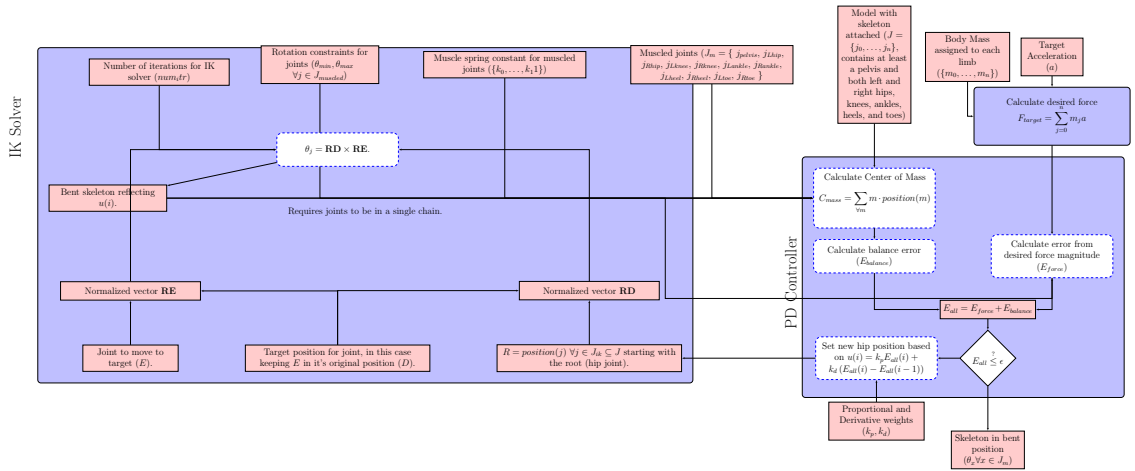 IK Solver
Number of iterations for IK
solver (num_itr)
Rotation constraints for
joints (θ_min, θ_max
∀j ∈ J_muscled)
Muscle spring constant for muscled
joints ({k_0, . . . , k_11})
Muscled joints (J_m = { j_pelvis, j_Lhip,
j_Rhip, j_Lknee, j_Rknee, j_Lankle, j_Rankle,
j_Lheel, j_Rheel, j_Ltoe, j_Rtoe }
Model with
skeleton
attached (J =
{j_0, . . . , j_n},
contains at least
a pelvis and
both left and
right hips,
knees, ankles,
heels, and toes)
Body Mass
assigned to each
limb
({m_0, . . . , m_n})
Target
Acceleration
(a)
Calculate desired force
F_target = ∑_{j=0}^{n} m_j a
θ_j = RD × RE.
Bent skeleton reflecting
u(i).
Requires joints to be in a single chain.
Normalized vector RE
Normalized vector RD
Joint to move to
target (E).
Target position for joint, in this case
keeping E in it's original position (D).
R = position(j) ∀j ∈ J_ik ⊆ J starting with
the root (hip joint).
PD Controller
Calculate Center of Mass
C_mass = ∑_{∀m} m · position(m)
Calculate balance error
(E_balance)
Calculate error from
desired force magnitude
(E_force)
E_all = E_force + E_balance
Set new hip position based
on u(i) = k_p E_all(i) +
k_d (E_all(i) − E_all(i − 1))
?
E_all ≤ ϵ
Proportional and
Derivative weights
(k_p, k_d)
Skeleton in bent
position
(θ_x ∀x ∈ J_m)